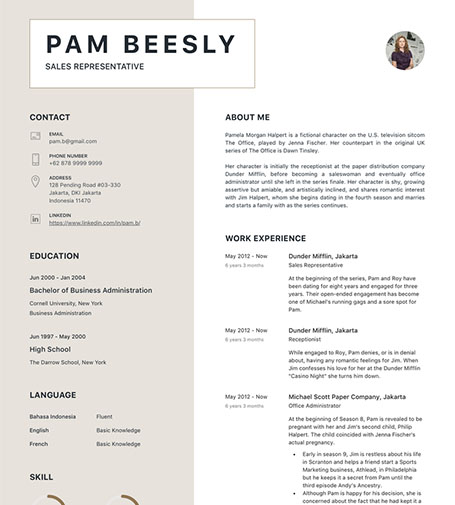 PAM BEESLY
SALES REPRESENTATIVE
CONTACT
EMAIL
pam.b@gmail.com
PHONE NUMBER
+62 878 9999 9999
ADDRESS
128 Pending Road #03-330
Jakarta, DKI Jakarta
Indonesia 11470
LINKEDIN
https://www.linkedin.com/in/pam.b/
EDUCATION
Jun 2000 - Jan 2004
Bachelor of Business Administration
Cornell University, New York
Business Administration
Jun 1997 - May 2000
High School
The Darrow School, New York
LANGUAGE
Bahasa Indonesia Fluent
English Basic Knowledge
French Basic Knowledge
SKILL
ABOUT ME
Pamela Morgan Halpert is a fictional character on the U.S. television sitcom
The Office, played by Jenna Fischer. Her counterpart in the original UK
series of The Office is Dawn Tinsley.
Her character is initially the receptionist at the paper distribution company
Dunder Mifflin, before becoming a saleswoman and eventually office
administrator until she left in the series finale. Her character is shy, growing
assertive but amiable, and artistically inclined, and shares romantic interest
with Jim Halpert, whom she begins dating in the fourth season and marries
and starts a family with as the series continues.
WORK EXPERIENCE
May 2012 - Now Dunder Mifflin, Jakarta
6 years 3 months Sales Representative
At the beginning of the series, Pam and Roy have
been dating for eight years and engaged for three
years. Their open-ended engagement has become
one of Michael's running gags and a sore spot for
Pam.
May 2012 - Now Dunder Mifflin, Jakarta
6 years 3 months Receptionist
While engaged to Roy, Pam denies, or is in denial
about, having any romantic feelings for Jim. When
Jim confesses his love for her at the Dunder Mifflin
"Casino Night" she turns him down.
May 2012 - Now Michael Scott Paper Company, Jakarta
6 years 3 months Office Administrator
At the beginning of Season 8, Pam is revealed to be
pregnant with her and Jim's second child, Philip
Halpert. The child coincided with Jenna Fischer's
actual pregnancy.
• Early in season 9, Jim is restless about his life
in Scranton and helps a friend start a Sports
Marketing business, Athlead, in Philadelphia
but he keeps it a secret from Pam until the
third episode Andy's Ancestry.
• Although Pam is happy for his decision, she is
concerned about the fact that he had kept it a